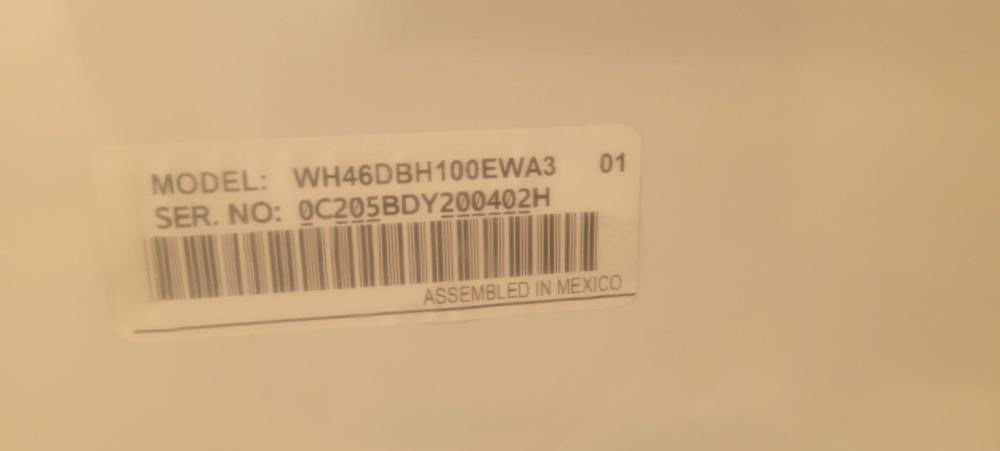 MODEL: WH46DBH100EWA3 01
SER. NO: 0C205BDY200402H
ASSEMBLED IN MEXICO